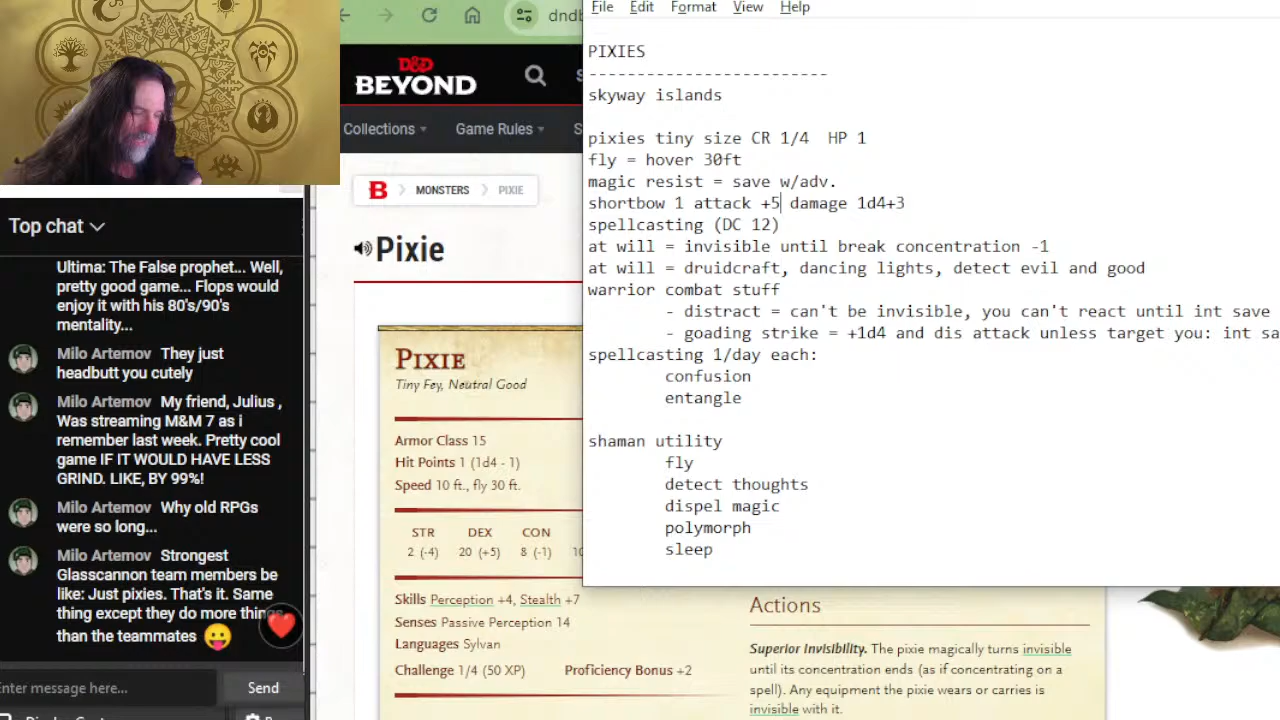 File Edit Format View Help
PIXIES
-------------------------
skyway islands
pixies tiny size CR 1/4 HP 1
fly = hover 30ft
magic resist = save w/adv.
shortbow 1 attack +5 damage 1d4+3
spellcasting (DC 12)
at will = invisible until break concentration -1
at will = druidcraft, dancing lights, detect evil and good
warrior combat stuff
- distract = can't be invisible, you can't react until int save
- goading strike = +1d4 and dis attack unless target you: int sa
spellcasting 1/day each:
confusion
entangle
shaman utility
fly
detect thoughts
dispel magic
polymorph
sleep
dndb
D&D
BEYOND
S
Collections
Game Rules
S
B
MONSTERS
PIXIE
Pixie
PIXIE
Tiny Fey, Neutral Good
Armor Class 15
Hit Points 1 (1d4 - 1)
Speed 10 ft., fly 30 ft.
STR DEX CON
2 (-4) 20 (+5) 8 (-1) 10
Skills Perception +4, Stealth +7
Senses Passive Perception 14
Languages Sylvan
Challenge 1/4 (50 XP) Proficiency Bonus +2
Actions
Superior Invisibility. The pixie magically turns invisible
until its concentration ends (as if concentrating on a
spell). Any equipment the pixie wears or carries is
invisible with it.
Top chat
Ultima: The False prophet... Well,
pretty good game... Flops would
enjoy it with his 80's/90's
mentality...
Milo Artemov They just
headbutt you cutely
Milo Artemov My friend, Julius ,
Was streaming M&M 7 as i
remember last week. Pretty cool
game IF IT WOULD HAVE LESS
GRIND. LIKE, BY 99%!
Milo Artemov Why old RPGs
were so long...
Milo Artemov Strongest
Glasscannon team members be
like: Just pixies. That's it. Same
thing except they do more things
than the teammates 😛
Enter message here... Send